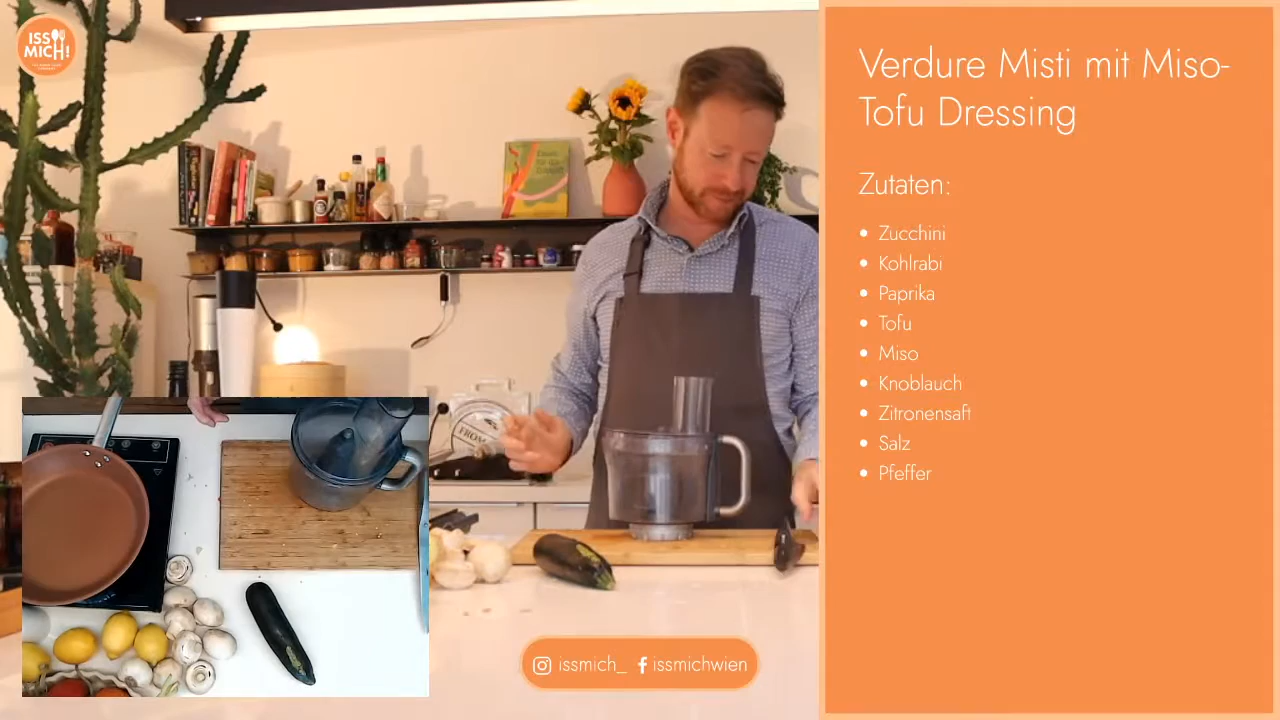 ISS
MICH!
Verdure Misti mit Miso-
Tofu Dressing
Zutaten:
Zucchini
Kohlrabi
Paprika
Tofu
Miso
Knoblauch
Zitronensaft
Salz
Pfeffer
FROM
issmich_ issmichwien